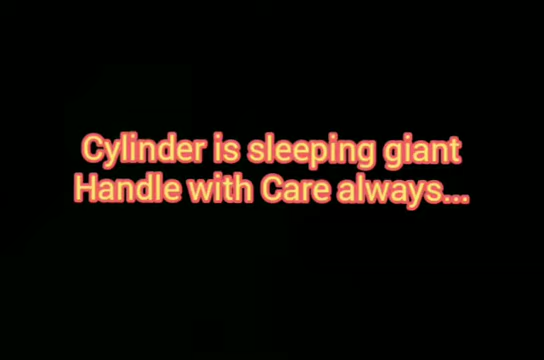 Cylinder is sleeping giant
Handle with Care always...